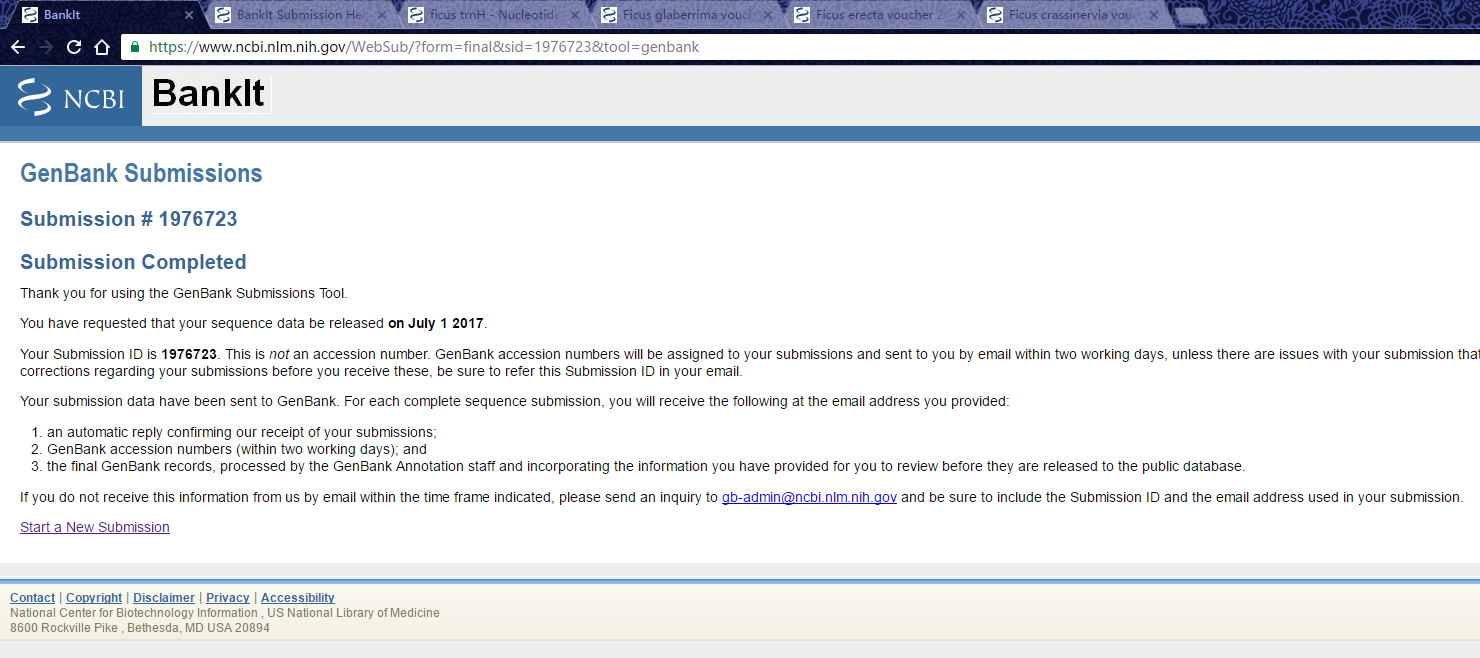 BankIt
BankIt Submission Hel
ficus trnH - Nucleotide
Ficus glaberrima vouc
Ficus erecta voucher
Ficus crassinervia vouc
https://www.ncbi.nlm.nih.gov/WebSub/?form=final&sid=1976723&tool=genbank
NCBI
BankIt
GenBank Submissions
Submission # 1976723
Submission Completed
Thank you for using the GenBank Submissions Tool.
You have requested that your sequence data be released on July 1 2017.
Your Submission ID is 1976723. This is not an accession number. GenBank accession numbers will be assigned to your submissions and sent to you by email within two working days, unless there are issues with your submission that
corrections regarding your submissions before you receive these, be sure to refer this Submission ID in your email.
Your submission data have been sent to GenBank. For each complete sequence submission, you will receive the following at the email address you provided:
1. an automatic reply confirming our receipt of your submissions;
2. GenBank accession numbers (within two working days); and
3. the final GenBank records, processed by the GenBank Annotation staff and incorporating the information you have provided for you to review before they are released to the public database.
If you do not receive this information from us by email within the time frame indicated, please send an inquiry to gb-admin@ncbi.nlm.nih.gov and be sure to include the Submission ID and the email address used in your submission.
Start a New Submission
Contact | Copyright | Disclaimer | Privacy | Accessibility
National Center for Biotechnology Information , US National Library of Medicine
8600 Rockville Pike , Bethesda, MD USA 20894